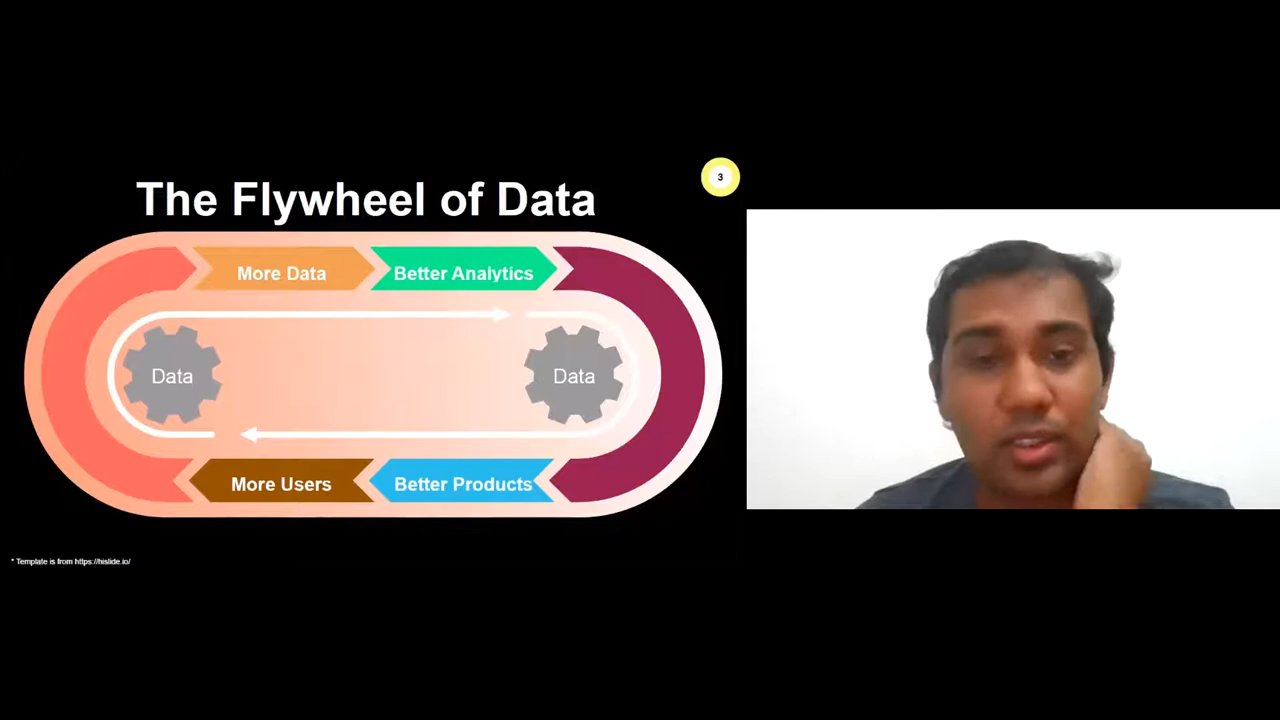 The Flywheel of Data
3
More Data
Better Analytics
Data
Data
More Users
Better Products
* Template is from https://hislide.io/